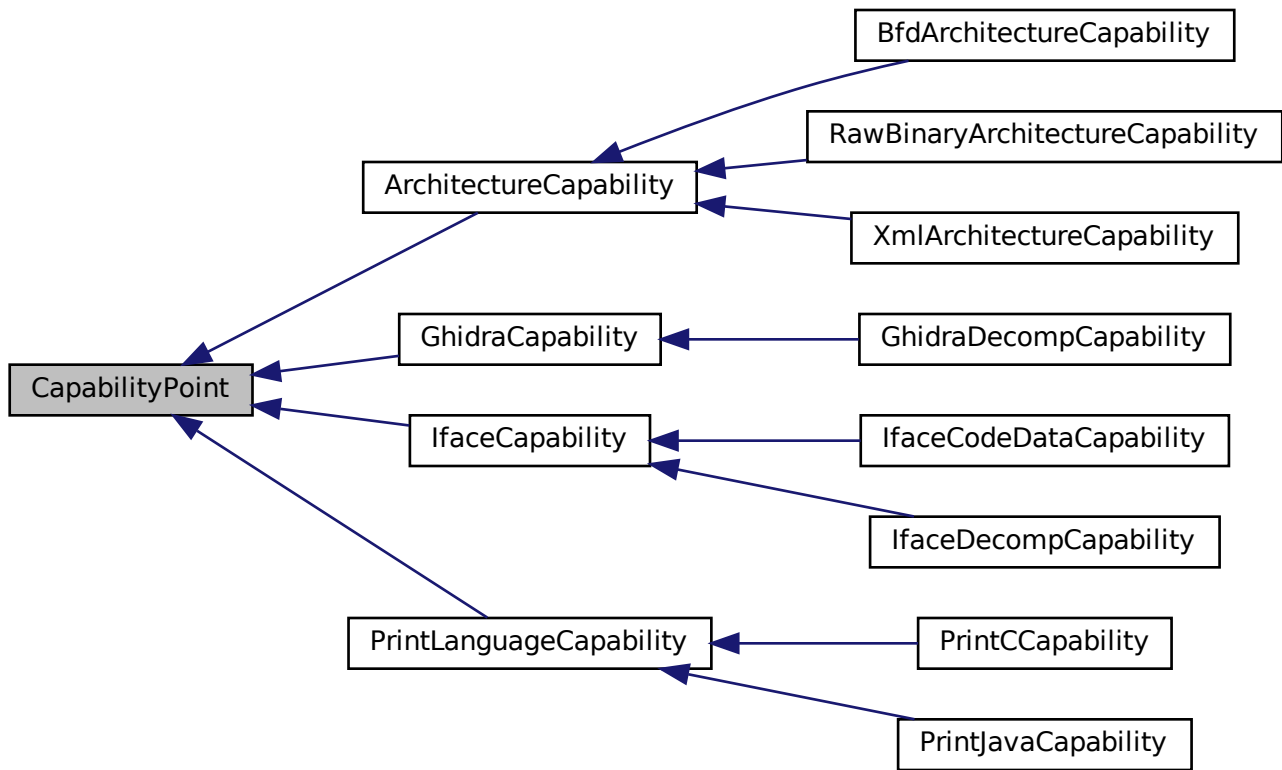 BfdArchitectureCapability
RawBinaryArchitectureCapability
ArchitectureCapability
XmlArchitectureCapability
GhidraCapability
GhidraDecompCapability
CapabilityPoint
IfaceCapability
IfaceCodeDataCapability
IfaceDecompCapability
PrintLanguageCapability
PrintCCapability
PrintJavaCapability